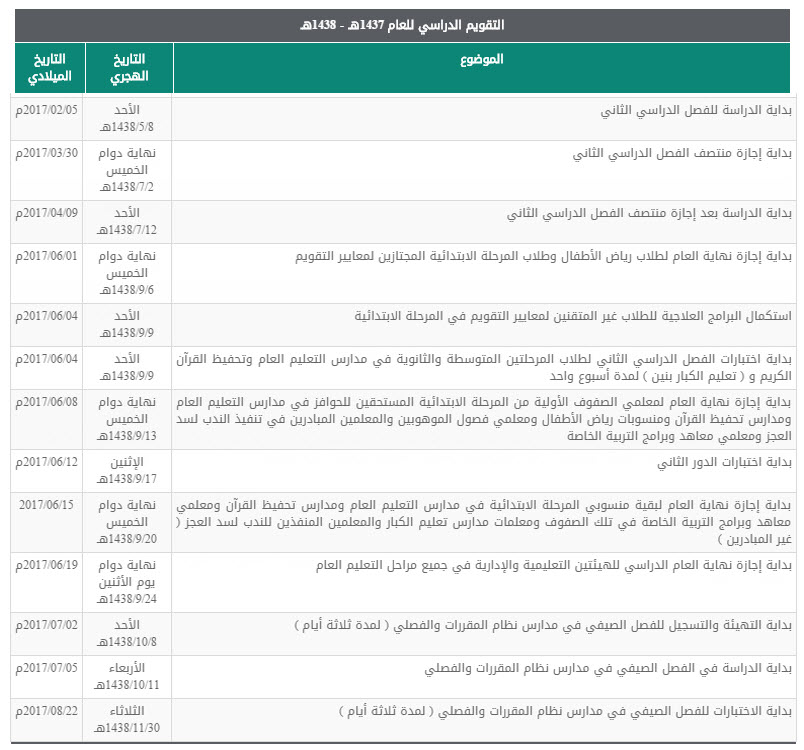 التقويم الدراسي للعام 1437هـ - 1438هـ
الموضوع
التاريخ الهجري
التاريخ الميلادي
بداية الدراسة للفصل الدراسي الثاني
الأحد
1438/5/8هـ
2017/02/05م
بداية إجازة منتصف الفصل الدراسي الثاني
نهاية دوام
الخميس
1438/7/2هـ
2017/03/30م
بداية الدراسة بعد إجازة منتصف الفصل الدراسي الثاني
الأحد
1438/7/12هـ
2017/04/09م
بداية إجازة نهاية العام لطلاب رياض الأطفال وطلاب المرحلة الابتدائية المجتازين لمعايير التقويم
نهاية دوام
الخميس
1438/9/6هـ
2017/06/01م
استكمال البرامج العلاجية للطلاب غير المتقنين لمعايير التقويم في المرحلة الابتدائية
الأحد
1438/9/9هـ
2017/06/04م
بداية اختبارات الفصل الدراسي الثاني لطلاب المرحلتين المتوسطة والثانوية في مدارس التعليم العام وتحفيظ القرآن
الكريم و ( تعليم الكبار بنين ) لمدة أسبوع واحد
الأحد
1438/9/9هـ
2017/06/04م
بداية إجازة نهاية العام لمعلمي الصفوف الأولية من المرحلة الابتدائية المستحقين للحوافز في مدارس التعليم العام
ومدارس تحفيظ القرآن ومنسوبات رياض الأطفال ومعلمي فصول الموهوبين والمعلمين المبادرين في تنفيذ الندب لسد
العجز ومعلمي معاهد وبرامج التربية الخاصة
نهاية دوام
الخميس
1438/9/13هـ
2017/06/08م
بداية اختبارات الدور الثاني
الإثنين
1438/9/17هـ
2017/06/12م
بداية إجازة نهاية العام لبقية منسوبي المرحلة الابتدائية في مدارس التعليم العام ومدارس تحفيظ القرآن ومعلمي
معاهد وبرامج التربية الخاصة في تلك الصفوف ومعلمات مدارس تعليم الكبار والمعلمين المنفذين للندب لسد العجز (
غير المبادرين )
نهاية دوام
الخميس
1438/9/20هـ
2017/06/15
بداية إجازة نهاية العام الدراسي للهيئتين التعليمية والإدارية في جميع مراحل التعليم العام
نهاية دوام
يوم الأثنين
1438/9/24هـ
2017/06/19م
بداية التهيئة والتسجيل للفصل الصيفي في مدارس نظام المقررات والفصلي ( لمدة ثلاثة أيام )
الأحد
1438/10/8هـ
2017/07/02م
بداية الدراسة في الفصل الصيفي في مدارس نظام المقررات والفصلي
الأربعاء
1438/10/11هـ
2017/07/05م
بداية الاختبارات للفصل الصيفي في مدارس نظام المقررات والفصلي ( لمدة ثلاثة أيام )
الثلاثاء
1438/11/30هـ
2017/08/22م